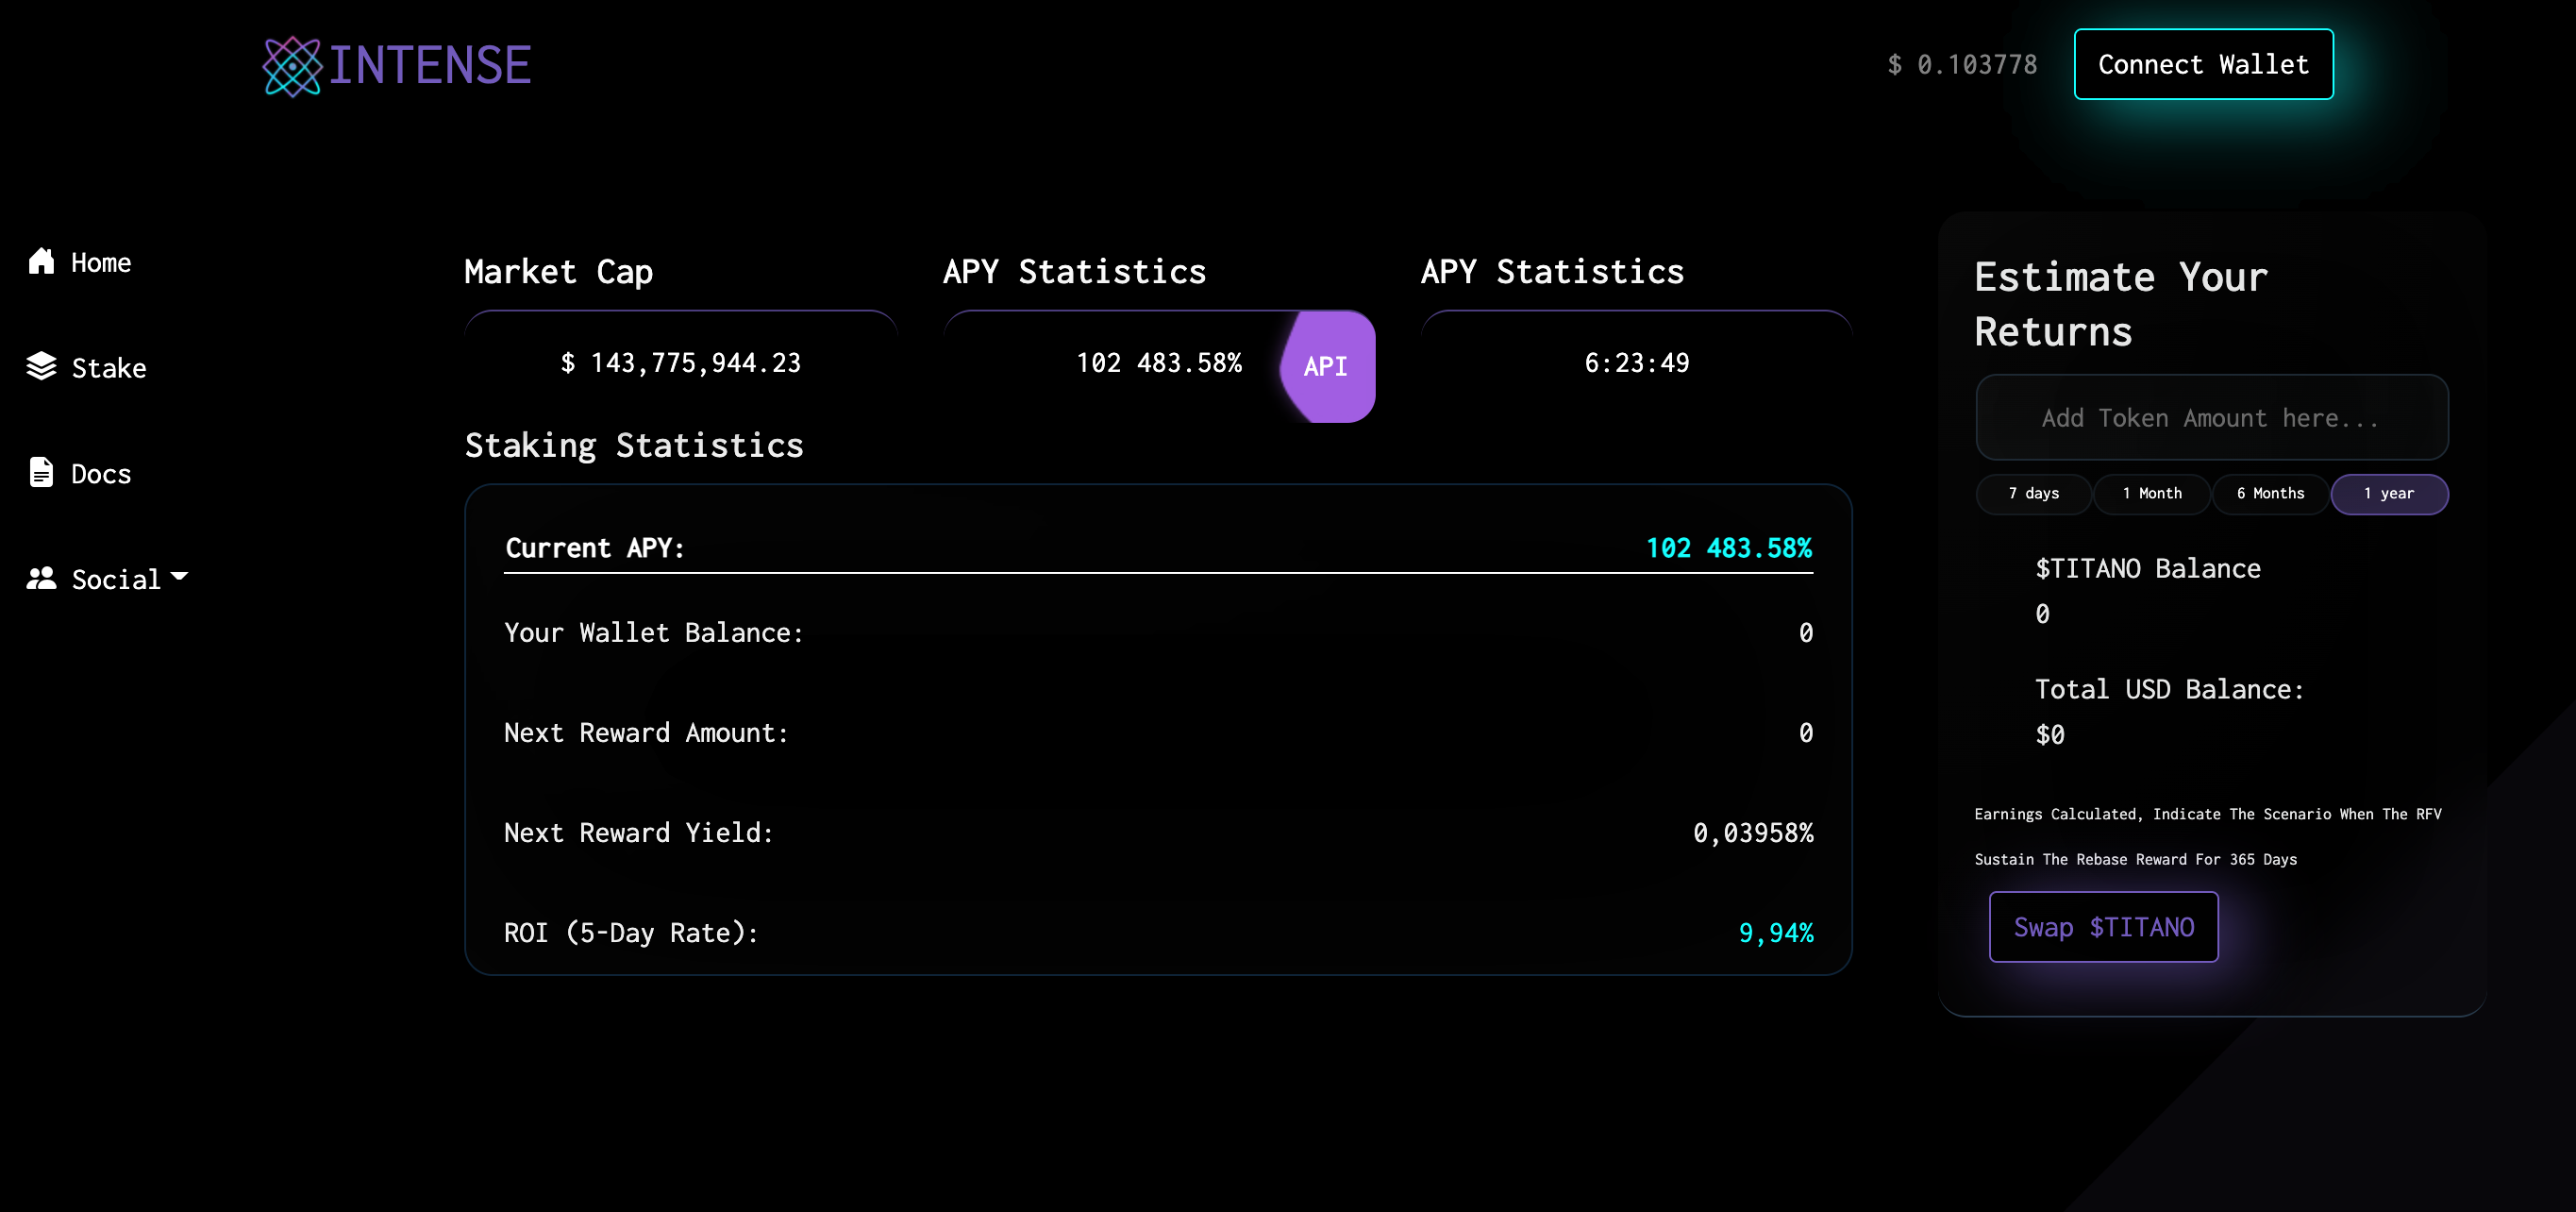 INTENSE
$ 0.103778
Connect Wallet
Home
Stake
Docs
Social
Market Cap
$ 143,775,944.23
APY Statistics
102 483.58%
API
APY Statistics
6:23:49
Staking Statistics
Current APY: 102 483.58%
Your Wallet Balance: 0
Next Reward Amount: 0
Next Reward Yield: 0,03958%
ROI (5-Day Rate): 9,94%
Estimate Your
Returns
Add Token Amount here...
7 days 1 Month 6 Months 1 year
$TITANO Balance
0
Total USD Balance:
$0
Earnings Calculated, Indicate The Scenario When The RFV
Sustain The Rebase Reward For 365 Days
Swap $TITANO